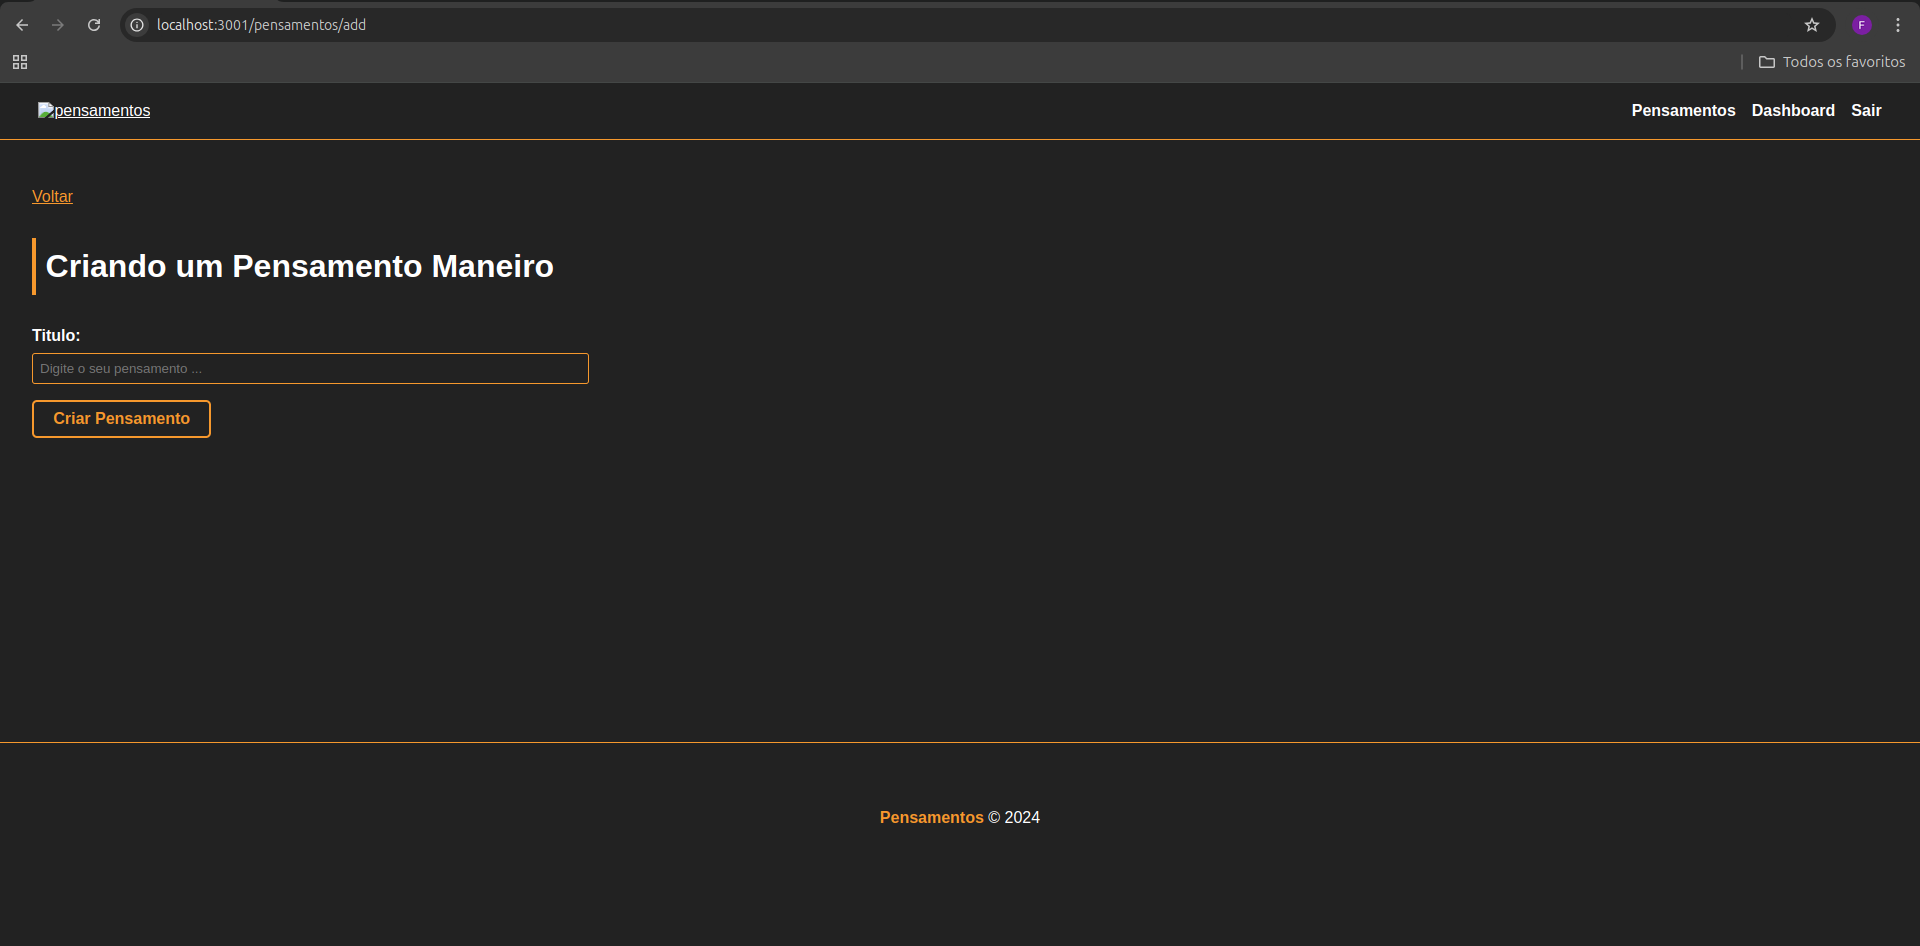 localhost:3001/pensamentos/add
F
Todos os favoritos
pensamentos
Pensamentos Dashboard Sair
Voltar
Criando um Pensamento Maneiro
Titulo:
Digite o seu pensamento ...
Criar Pensamento
Pensamentos © 2024